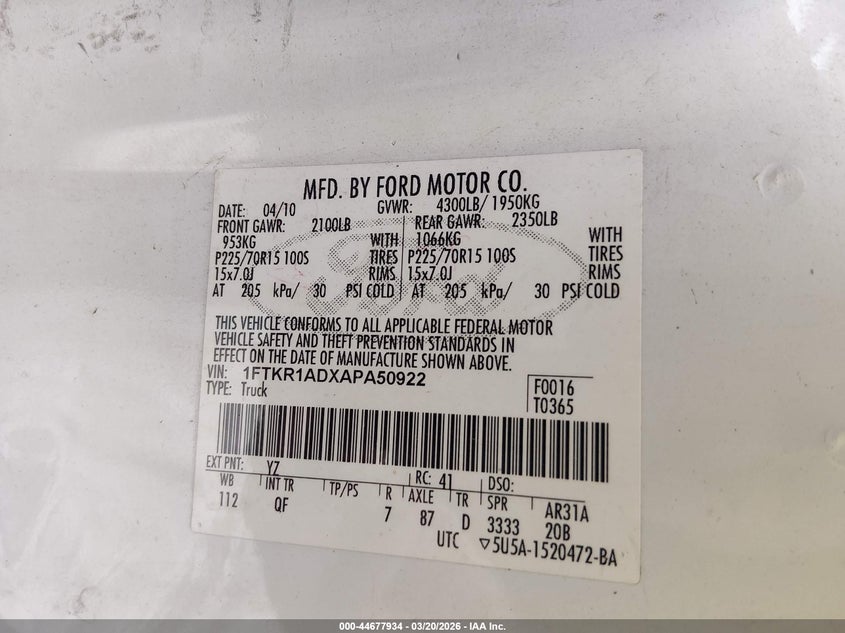 MFD. BY FORD MOTOR CO.
DATE: 04/10 GVWR: 4300LB/ 1950KG
FRONT GAWR: 2100LB REAR GAWR: 2350LB
953KG WITH 1066KG WITH
P225/70R15 100S TIRES P225/70R15 100S TIRES
15x7.0J RIMS 15x7.0J RIMS
AT 205 kPa/ 30 PSI COLD AT 205 kPa/ 30 PSI COLD
THIS VEHICLE CONFORMS TO ALL APPLICABLE FEDERAL MOTOR
VEHICLE SAFETY AND THEFT PREVENTION STANDARDS IN
EFFECT ON THE DATE OF MANUFACTURE SHOWN ABOVE.
VIN: 1FTKR1ADXAPA50922 F0016
TYPE: Truck T0365
EXT PNT: YZ RC: 41 DSO:
WB INT TR TP/PS R AXLE TR SPR AR31A
112 QF 7 87 D 3333 20B
UTC ▽5U5A-1520472-BA
Ford
000-44677934 - 03/20/2026 - IAA Inc.